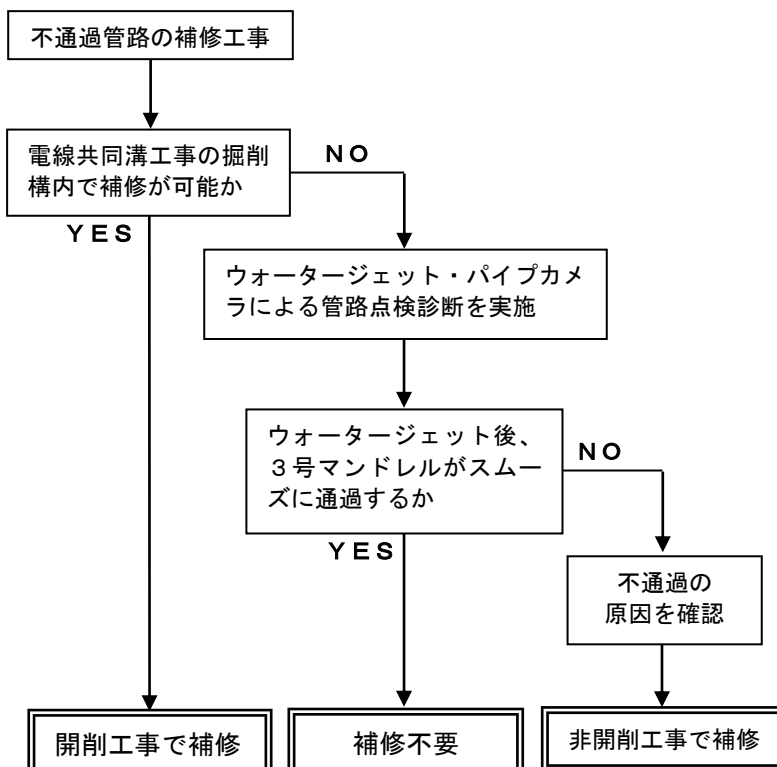 不通過管路の補修工事
電線共同溝工事の掘削
構内で補修が可能か
ＮＯ
ＹＥＳ
ウォータージェット・パイプカメ
ラによる管路点検診断を実施
ウォータージェット後、
３号マンドレルがスムー
ズに通過するか
ＮＯ
ＹＥＳ
不通過の
原因を確認
開削工事で補修
補修不要
非開削工事で補修